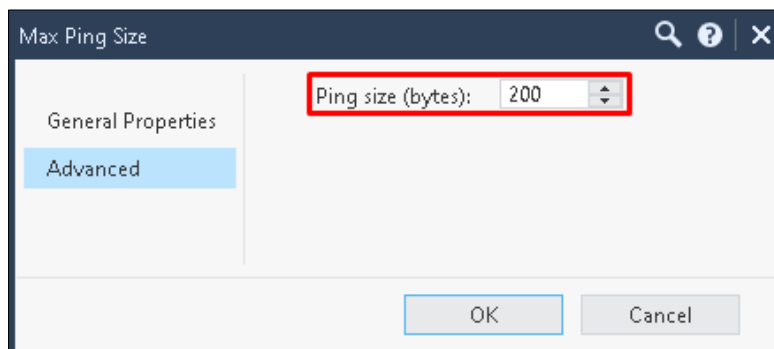 Max Ping Size
General Properties
Advanced
Ping size (bytes): 200
OK Cancel